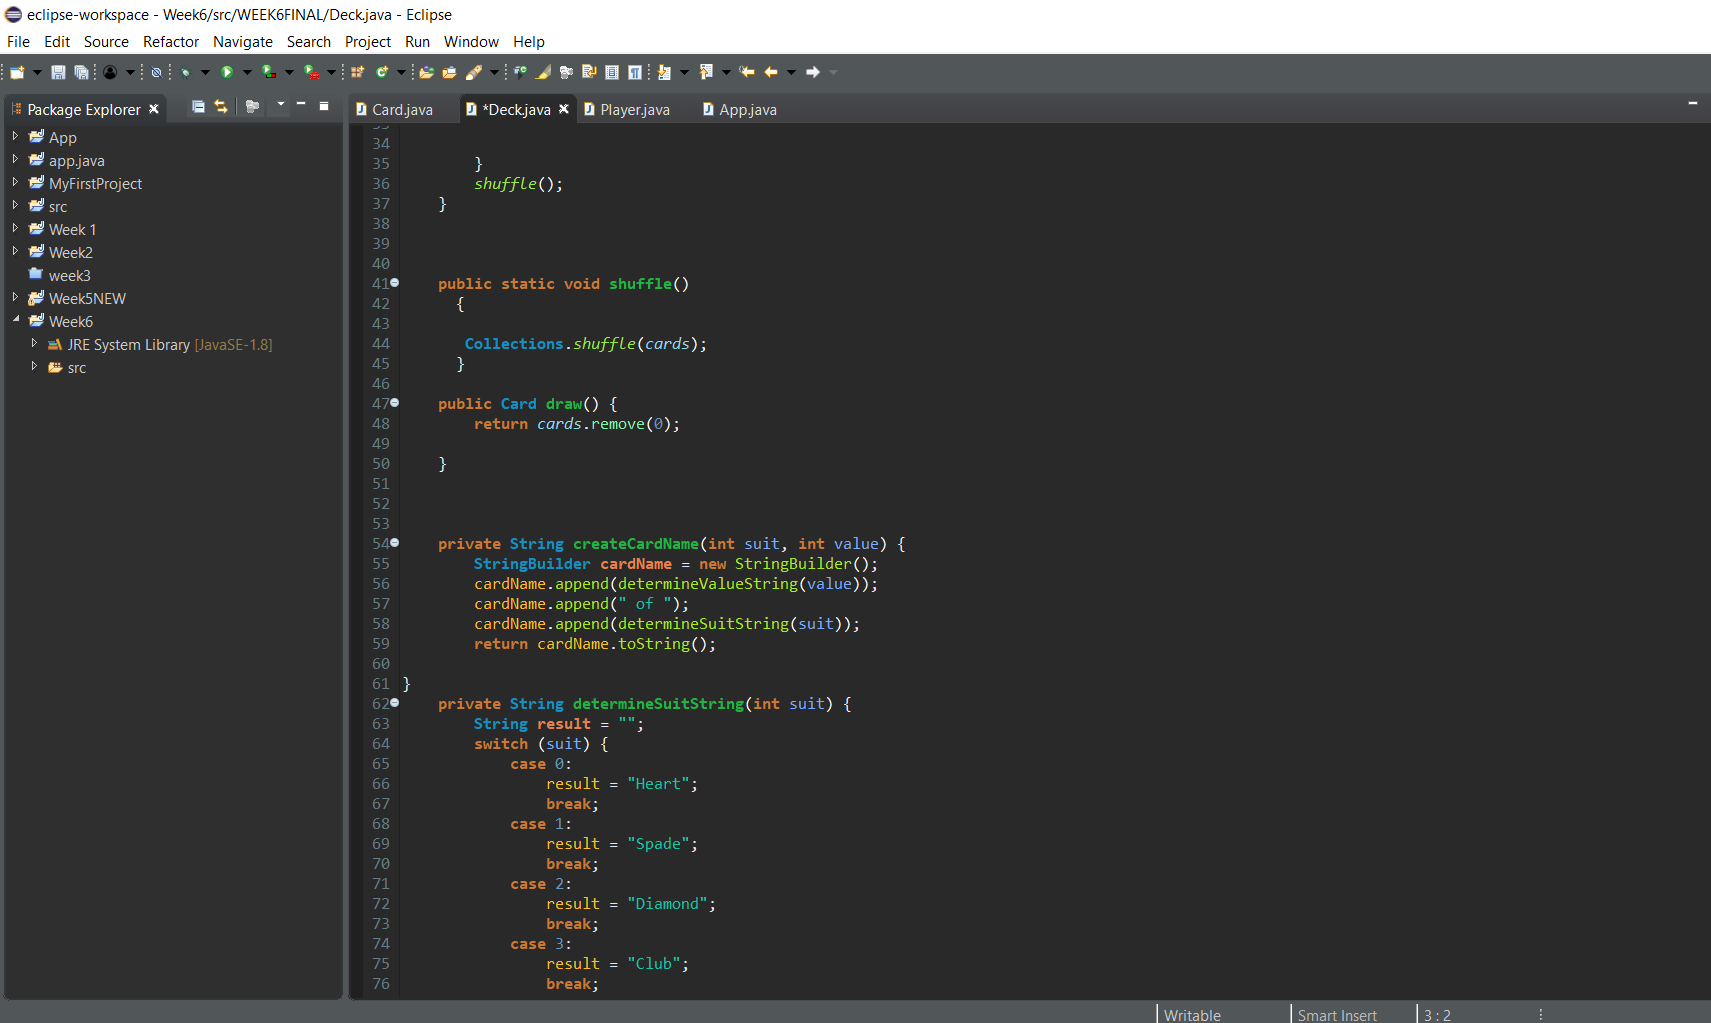 eclipse-workspace - Week6/src/WEEK6FINAL/Deck.java - Eclipse
File Edit Source Refactor Navigate Search Project Run Window Help
Package Explorer
App
app.java
MyFirstProject
src
Week 1
Week2
week3
Week5NEW
Week6
JRE System Library [JavaSE-1.8]
src
Card.java *Deck.java Player.java App.java
34
35 }
36 shuffle();
37 }
38
39
40
41 public static void shuffle()
42 {
43
44 Collections.shuffle(cards);
45 }
46
47 public Card draw() {
48 return cards.remove(0);
49
50 }
51
52
53
54 private String createCardName(int suit, int value) {
55 StringBuilder cardName = new StringBuilder();
56 cardName.append(determineValueString(value));
57 cardName.append(" of ");
58 cardName.append(determineSuitString(suit));
59 return cardName.toString();
60
61 }
62 private String determineSuitString(int suit) {
63 String result = "";
64 switch (suit) {
65 case 0:
66 result = "Heart";
67 break;
68 case 1:
69 result = "Spade";
70 break;
71 case 2:
72 result = "Diamond";
73 break;
74 case 3:
75 result = "Club";
76 break;
Writable Smart Insert 3 : 2